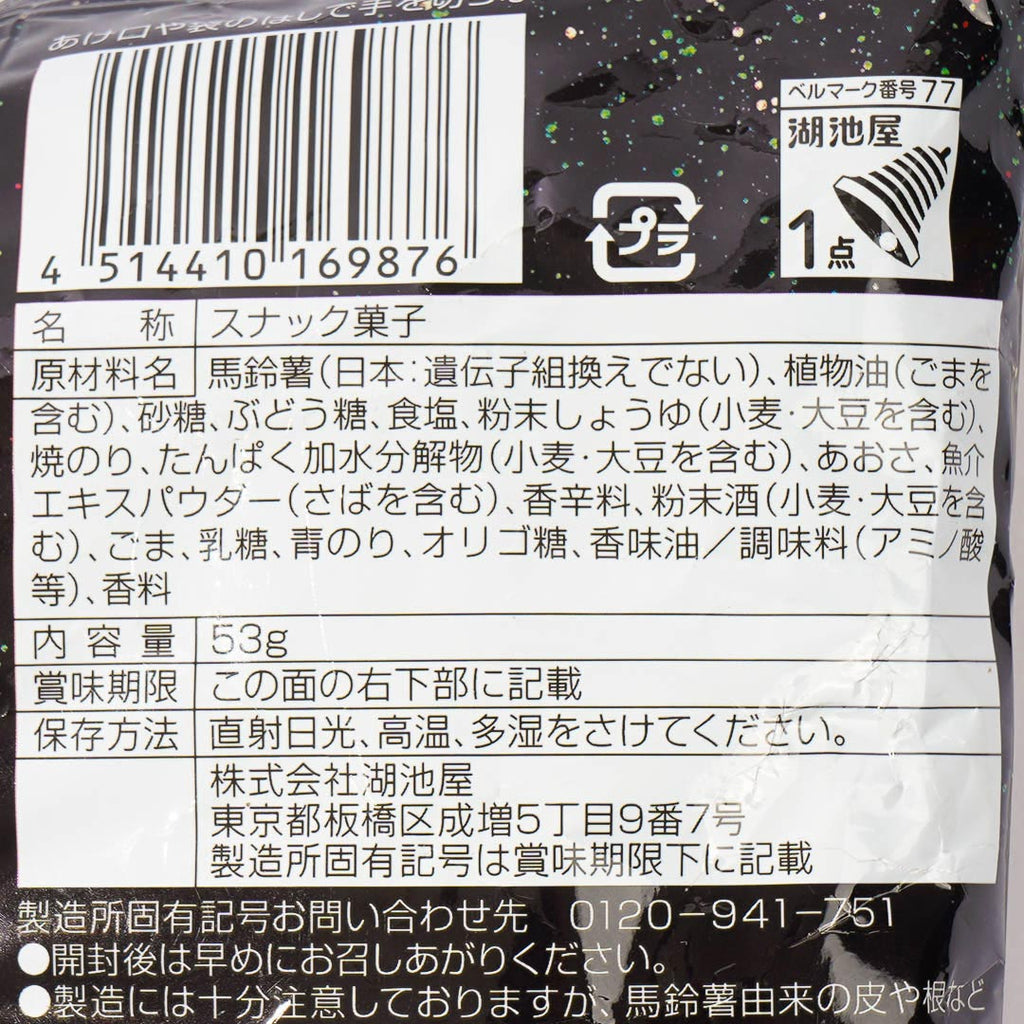 あけ口や袋のはしで手を切ら
4 514410 169876
プラ
ベルマーク番号77
湖池屋
1点
名称 スナック菓子
原材料名 馬鈴薯(日本:遺伝子組換えでない)、植物油(ごまを
含む)、砂糖、ぶどう糖、食塩、粉末しょうゆ(小麦・大豆を含む)、
焼のり、たんぱく加水分解物(小麦・大豆を含む)、あおさ、魚介
エキスパウダー(さばを含む)、香辛料、粉末酒(小麦・大豆を含
む)、ごま、乳糖、青のり、オリゴ糖、香味油/調味料(アミノ酸
等)、香料
内容量 53g
賞味期限 この面の右下部に記載
保存方法 直射日光、高温、多湿をさけてください。
株式会社湖池屋
東京都板橋区成増5丁目9番7号
製造所固有記号は賞味期限下に記載
製造所固有記号お問い合わせ先 0120-941-751
●開封後は早めにお召しあがりください。
●製造には十分注意しておりますが、馬鈴薯由来の皮や根など